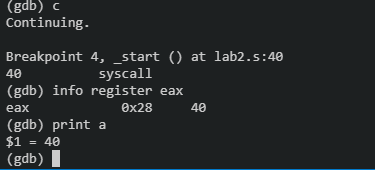 (gdb) c
Continuing.
Breakpoint 4, _start () at lab2.s:40
40 syscall
(gdb) info register eax
eax 0x28 40
(gdb) print a
$1 = 40
(gdb)